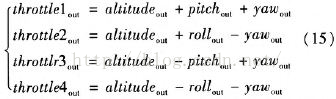 throttle1out = altitudeout + pitchout + yawout
throttle2out = altitudeout + rollout - yawout
throttlr3out = altitudeout - pitchout + yawout
throttle4out = altitudeout - rollout - yawout
(15)